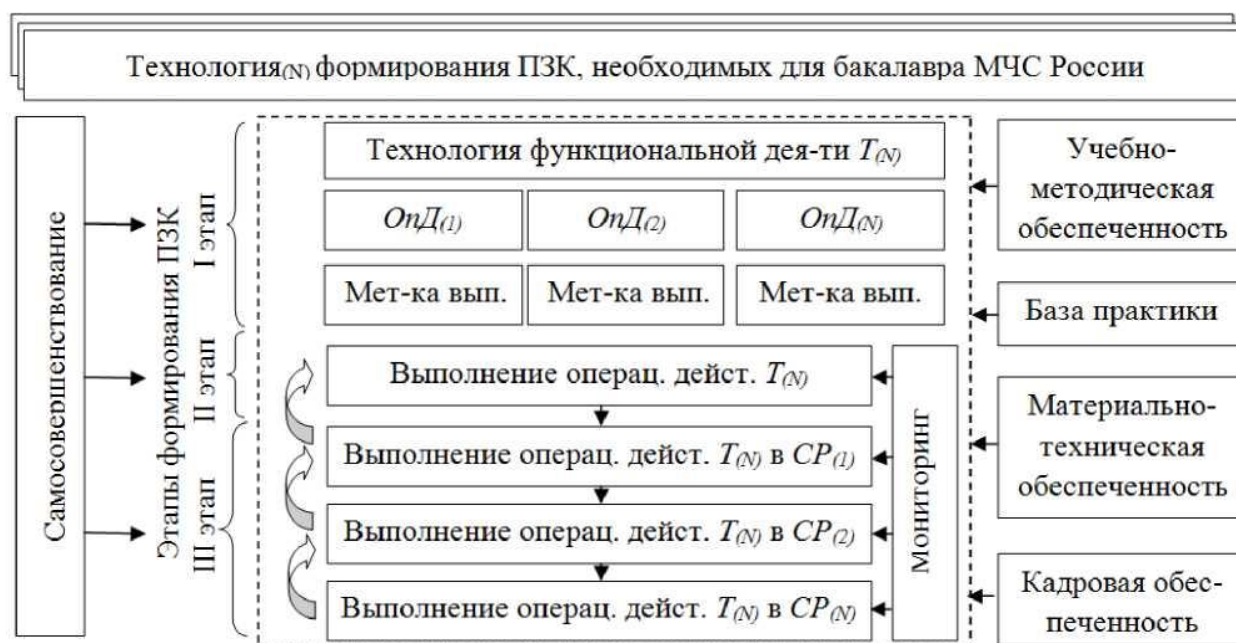 Технология(N) формирования ПЗК, необходимых для бакалавра МЧС России
Самосовершенствование
Этапы формирования ПЗК
I этап
II этап
III этап
Технология функциональной дея-ти T(N)
ОпД(1)
ОпД(2)
ОпД(N)
Мет-ка вып.
Мет-ка вып.
Мет-ка вып.
Выполнение операц. дейст. T(N)
Выполнение операц. дейст. T(N) в СР(1)
Выполнение операц. дейст. T(N) в СР(2)
Выполнение операц. дейст. T(N) в СР(N)
Мониторинг
Учебно-
методическая
обеспеченность
База практики
Материально-
техническая
обеспеченность
Кадровая обес-
печенность